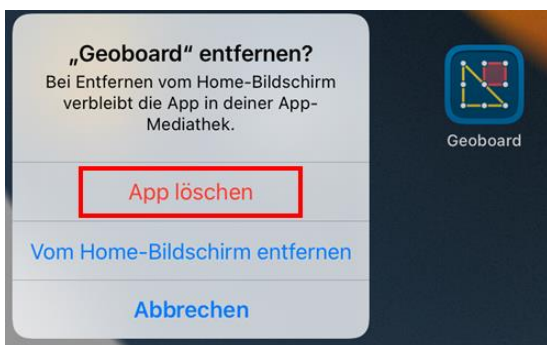 „Geoboard“ entfernen?
Bei Entfernen vom Home-Bildschirm
verbleibt die App in deiner App-
Mediathek.
Geoboard
App löschen
Vom Home-Bildschirm entfernen
Abbrechen